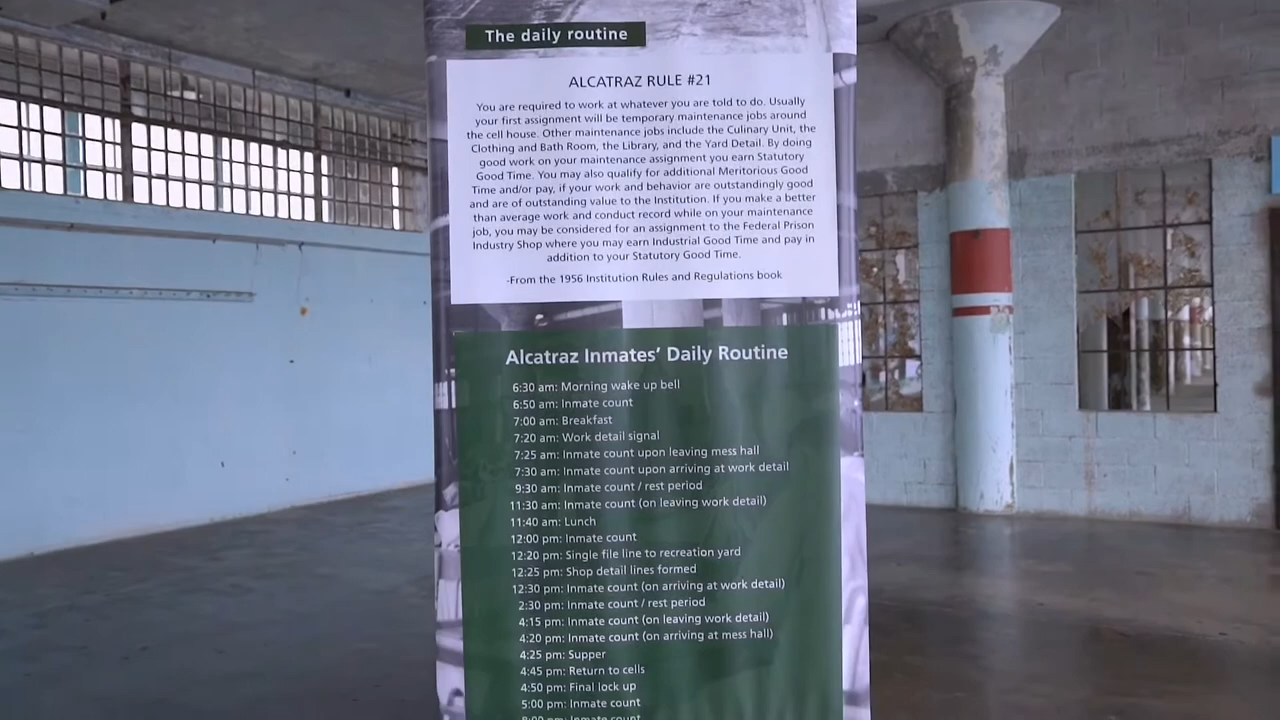 The daily routine
ALCATRAZ RULE #21
You are required to work at whatever you are told to do. Usually
your first assignment will be temporary maintenance jobs around
the cell house. Other maintenance jobs include the Culinary Unit, the
Clothing and Bath Room, the Library, and the Yard Detail. By doing
good work on your maintenance assignment you earn Statutory
Good Time. You may also qualify for additional Meritorious Good
Time and/or pay, if your work and behavior are outstandingly good
and are of outstanding value to the Institution. If you make a better
than average work and conduct record while on your maintenance
job, you may be considered for an assignment to the Federal Prison
Industry Shop where you may earn Industrial Good Time and pay in
addition to your Statutory Good Time.
-From the 1956 Institution Rules and Regulations book
Alcatraz Inmates' Daily Routine
6:30 am: Morning wake up bell
6:50 am: Inmate count
7:00 am: Breakfast
7:20 am: Work detail signal
7:25 am: Inmate count upon leaving mess hall
7:30 am: Inmate count upon arriving at work detail
9:30 am: Inmate count / rest period
11:30 am: Inmate count (on leaving work detail)
11:40 am: Lunch
12:00 pm: Inmate count
12:20 pm: Single file line to recreation yard
12:25 pm: Shop detail lines formed
12:30 pm: Inmate count (on arriving at work detail)
2:30 pm: Inmate count / rest period
4:15 pm: Inmate count (on leaving work detail)
4:20 pm: Inmate count (on arriving at mess hall)
4:25 pm: Supper
4:45 pm: Return to cells
4:50 pm: Final lock up
5:00 pm: Inmate count
pm: Inmate count